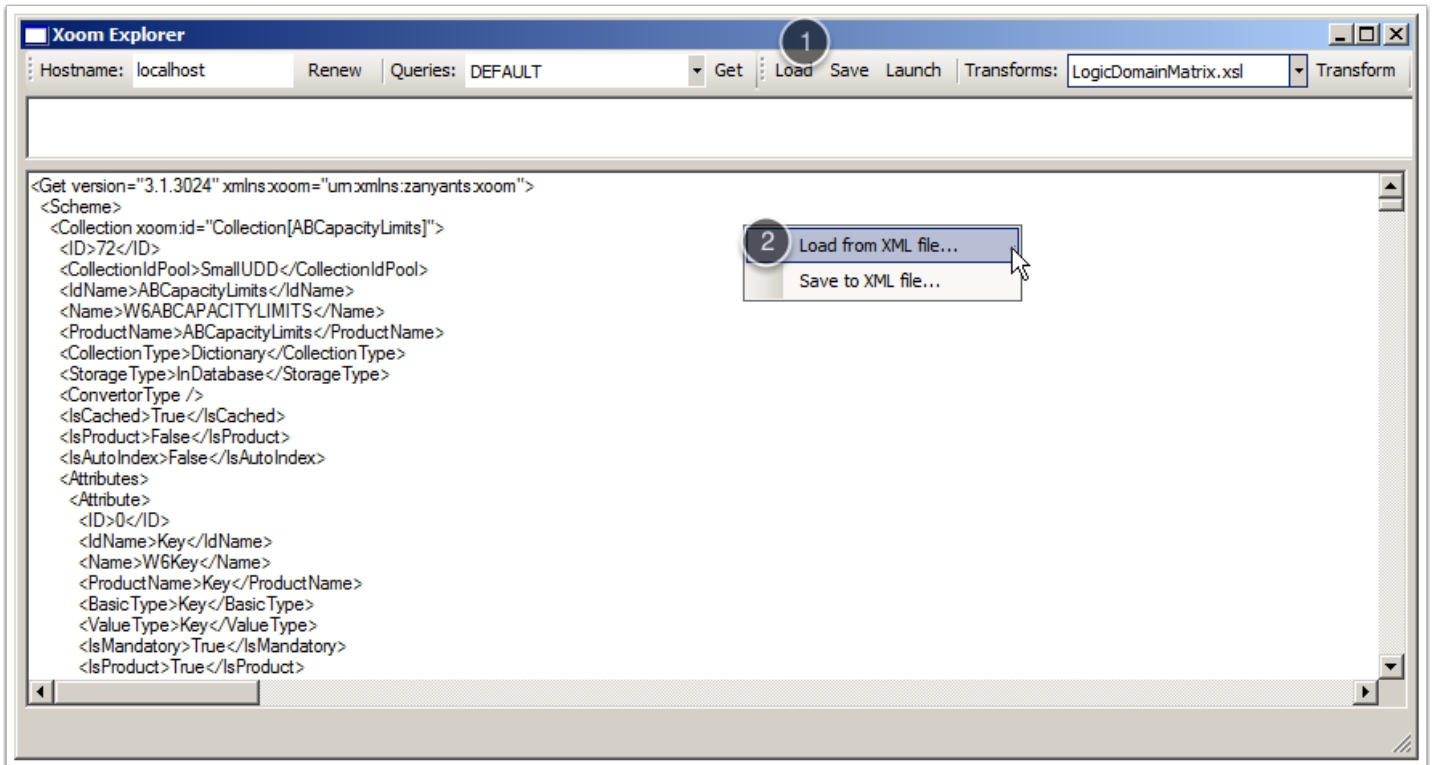 Xoom Explorer
1
Hostname: localhost Renew Queries: DEFAULT Get Load Save Launch Transforms: LogicDomainMatrix.xsl Transform
<Get version="3.1.3024" xmlns:xoom="urn:xmlns:zanyants:xoom">
<Scheme>
<Collection xoom:id="Collection[ABCapacityLimits]">
<ID>72</ID>
<CollectionIdPool>SmallUDD</CollectionIdPool>
<IdName>ABCapacityLimits</IdName>
<Name>W6ABCAPACITYLIMITS</Name>
<ProductName>ABCapacityLimits</ProductName>
<CollectionType>Dictionary</CollectionType>
<StorageType>InDatabase</StorageType>
<ConvertorType />
<IsCached>True</IsCached>
<IsProduct>False</IsProduct>
<IsAutoIndex>False</IsAutoIndex>
<Attributes>
<Attribute>
<ID>0</ID>
<IdName>Key</IdName>
<Name>W6Key</Name>
<ProductName>Key</ProductName>
<BasicType>Key</BasicType>
<ValueType>Key</ValueType>
<IsMandatory>True</IsMandatory>
<IsProduct>True</IsProduct>
2 Load from XML file...
Save to XML file...